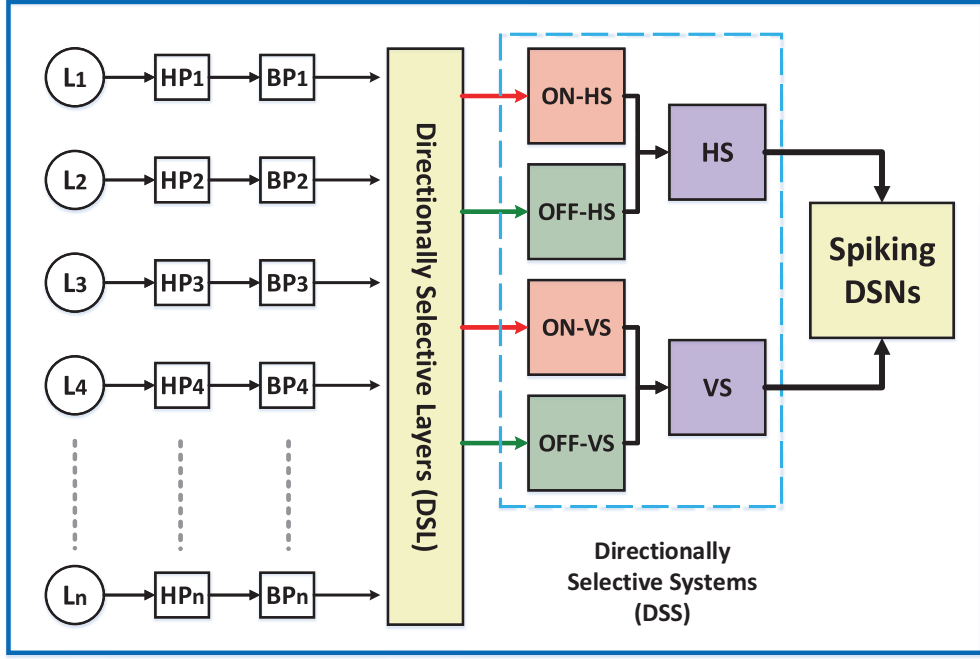 L1 HP1 BP1
L2 HP2 BP2
L3 HP3 BP3
L4 HP4 BP4
Ln HPn BPn
Directionally Selective Layers (DSL)
ON-HS
OFF-HS
ON-VS
OFF-VS
HS
VS
Spiking
DSNs
Directionally
Selective Systems
(DSS)